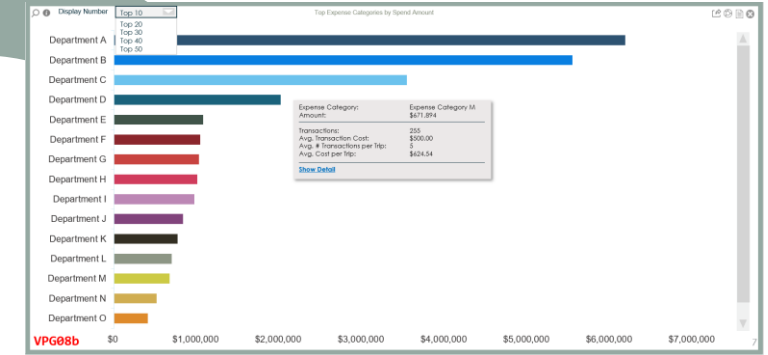 Display Number
Top 10
Top 20
Top 30
Top 40
Top 50
Top Expense Categories by Spend Amount
Department A
Department B
Department C
Department D
Department E
Department F
Department G
Department H
Department I
Department J
Department K
Department L
Department M
Department N
Department O
Expense Category: Expense Category M
Amount: $671,894
Transactions: 255
Avg. Transaction Cost: $500.00
Avg. # Transactions per Trip: 5
Avg. Cost per Trip: $624.54
Show Detail
$0 $1,000,000 $2,000,000 $3,000,000 $4,000,000 $5,000,000 $6,000,000 $7,000,000
VPG08b
7